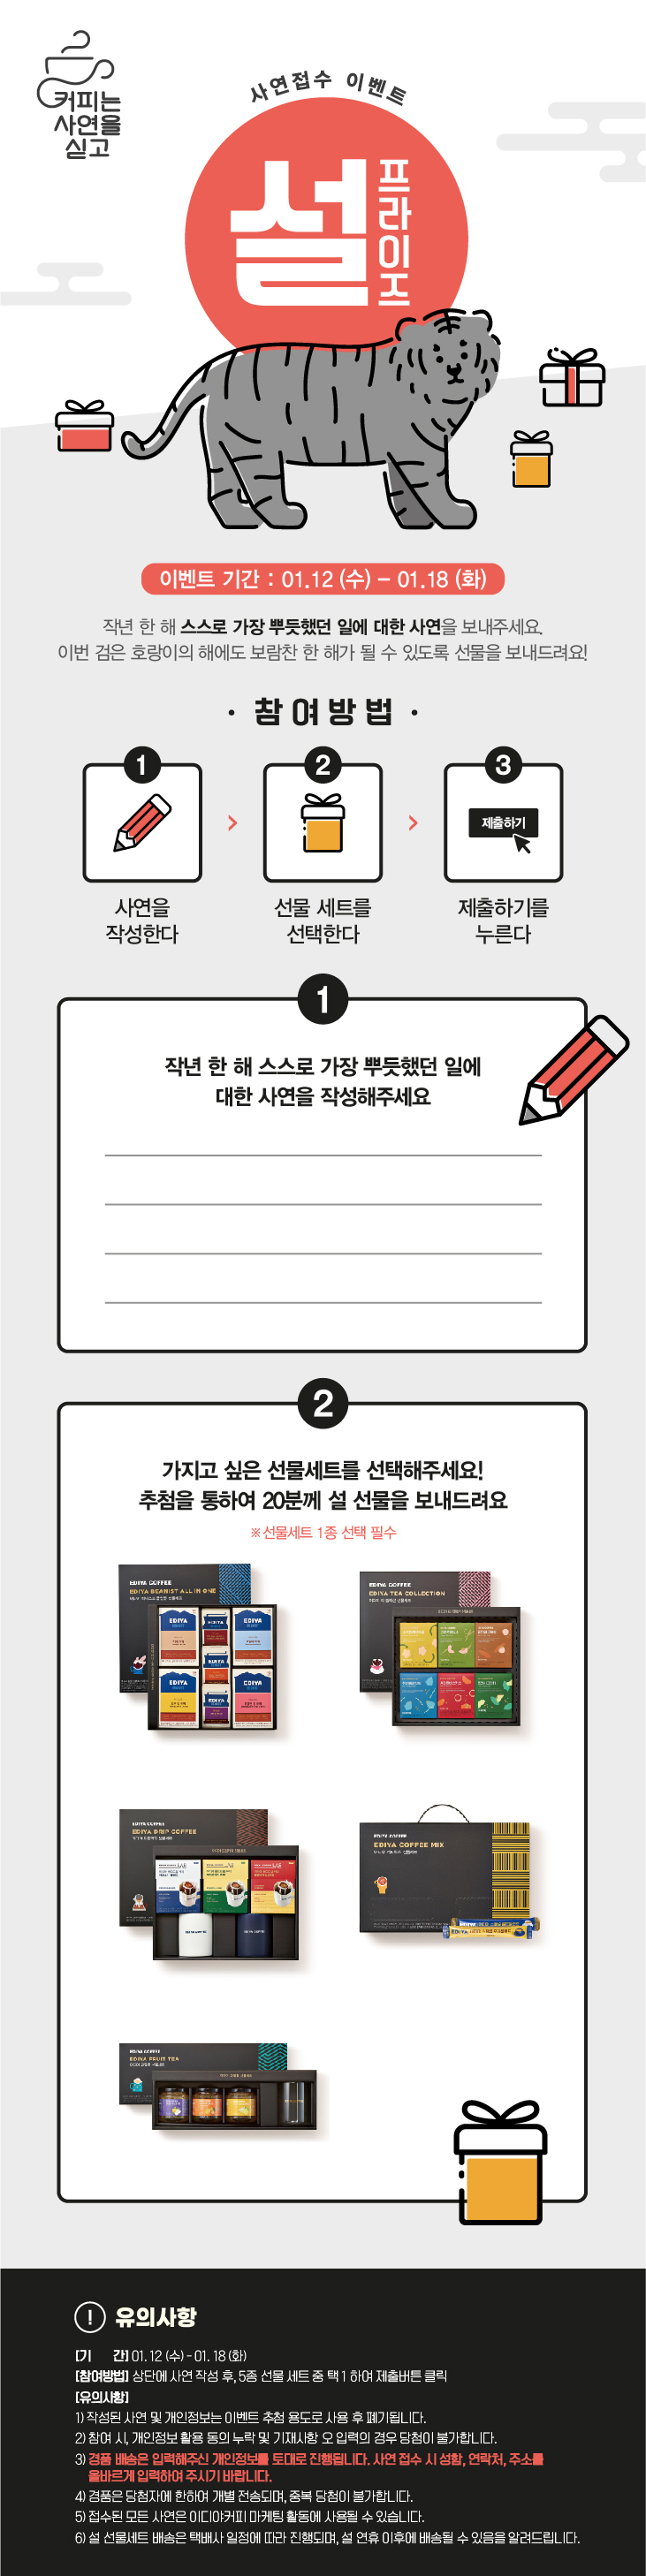 커피는
사연을
싣고
사연접수 이벤트
설
프라이즈
이벤트 기간 : 01.12 (수) – 01.18 (화)
작년 한 해 스스로 가장 뿌듯했던 일에 대한 사연을 보내주세요.
이번 검은 호랑이의 해에도 보람찬 한 해가 될 수 있도록 선물을 보내드려요!
· 참여방법 ·
1
2
3
제출하기
사연을
작성한다
선물 세트를
선택한다
제출하기를
누른다
1
작년 한 해 스스로 가장 뿌듯했던 일에
대한 사연을 작성해주세요
2
가지고 싶은 선물세트를 선택해주세요!
추첨을 통하여 20분께 설 선물을 보내드려요
※선물세트 1종 선택 필수
EDIYA COFFEE
EDIYA BEANIST ALL IN ONE
EDIYA
EDIYA
EDIYA
EDIYA
EDIYA
EDIYA
EDIYA COFFEE
EDIYA TEA COLLECTION
EDIYA COFFEE
EDIYA DRIP COFFEE
EDIYA COFFEE
EDIYA COFFEE MIX
EDIYA
EDIYA
EDIYA COFFEE
EDIYA FRUIT TEA
! 유의사항
[기 간] 01. 12 (수) - 01. 18 (화)
[참여방법] 상단에 사연 작성 후, 5종 선물 세트 중 택 1 하여 제출버튼 클릭
[유의사항]
1) 작성된 사연 및 개인정보는 이벤트 추첨 용도로 사용 후 폐기됩니다.
2) 참여 시, 개인정보 활용 동의 누락 및 기재사항 오 입력의 경우 당첨이 불가합니다.
3) 경품 배송은 입력해주신 개인정보를 토대로 진행됩니다. 사연 접수 시 성함, 연락처, 주소를
올바르게 입력하여 주시기 바랍니다.
4) 경품은 당첨자에 한하여 개별 전송되며, 중복 당첨이 불가합니다.
5) 접수된 모든 사연은 이디야커피 마케팅 활동에 사용될 수 있습니다.
6) 설 선물세트 배송은 택배사 일정에 따라 진행되며, 설 연휴 이후에 배송될 수 있음을 알려드립니다.